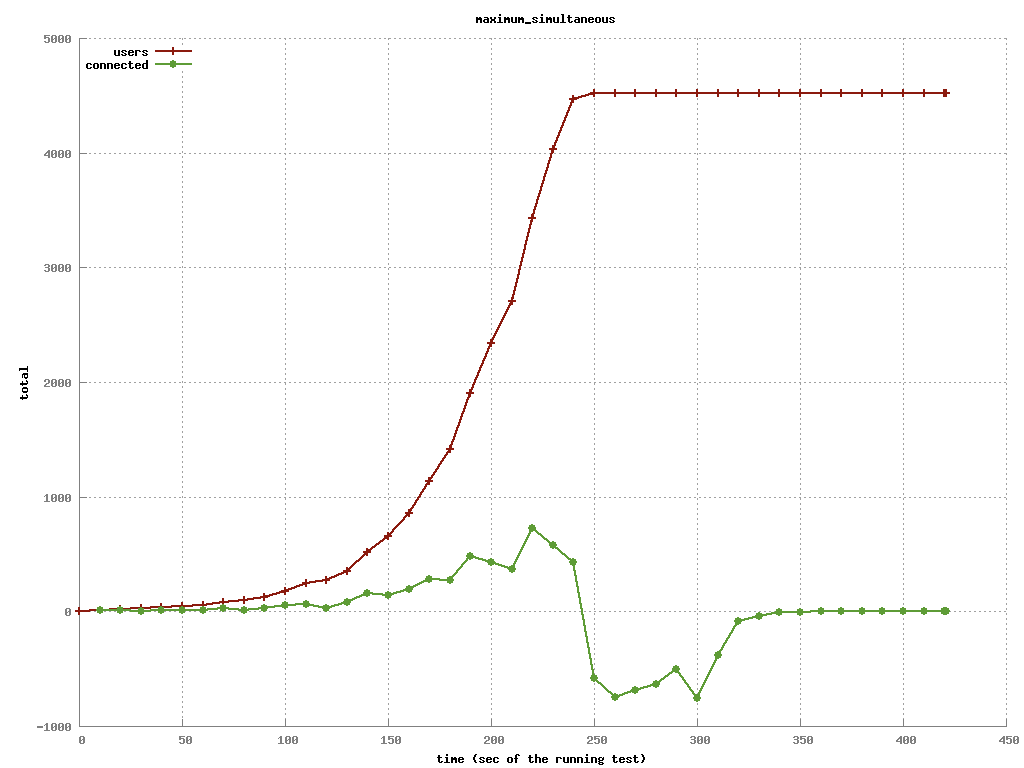 maximum_simultaneous
5000
users
connected
4000
3000
total
2000
1000
0
-1000
0 50 100 150 200 250 300 350 400 450
time (sec of the running test)